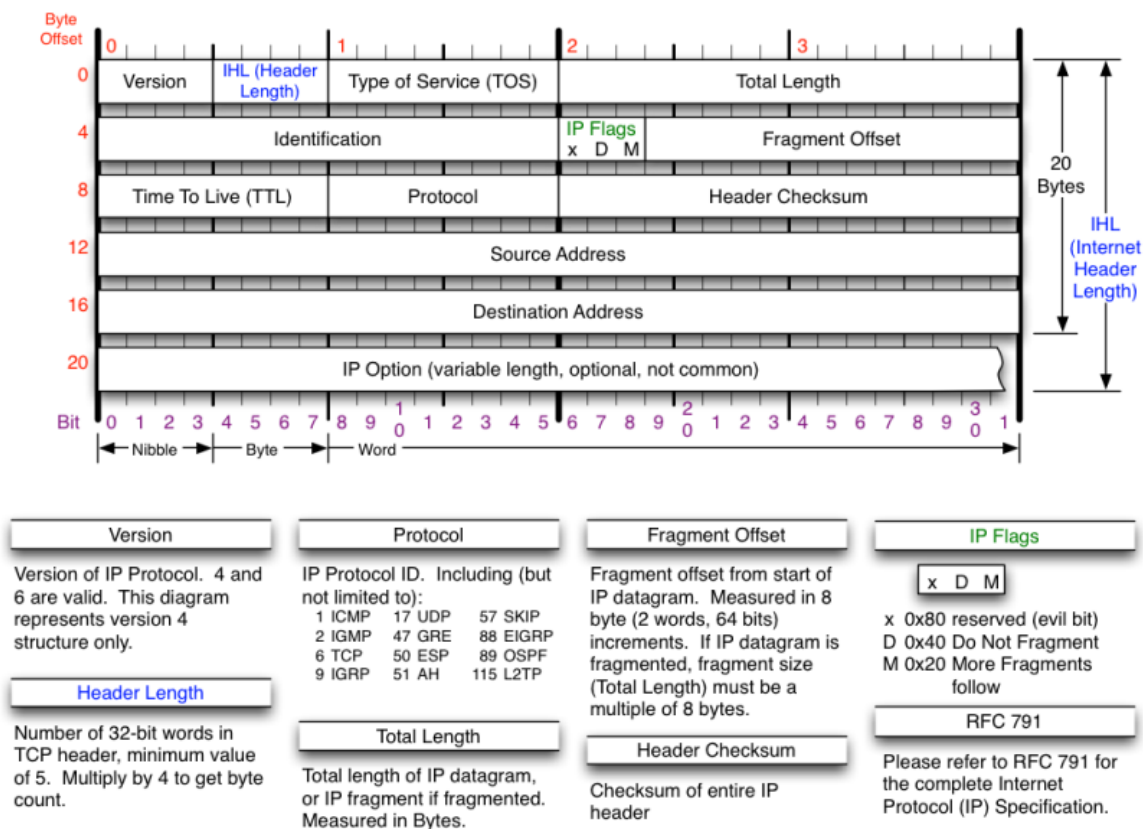 Byte
Offset
0 1 2 3
0 Version IHL (Header Length) Type of Service (TOS) Total Length
4 Identification IP Flags x D M Fragment Offset
8 Time To Live (TTL) Protocol Header Checksum
12 Source Address
16 Destination Address
20 IP Option (variable length, optional, not common)
20
Bytes
IHL
(Internet
Header
Length)
Bit 0 1 2 3 4 5 6 7 8 9 10 1 2 3 4 5 6 7 8 9 20 1 2 3 4 5 6 7 8 9 30 1
Nibble Byte Word
Version
Version of IP Protocol. 4 and
6 are valid. This diagram
represents version 4
structure only.
Header Length
Number of 32-bit words in
TCP header, minimum value
of 5. Multiply by 4 to get byte
count.
Protocol
IP Protocol ID. Including (but
not limited to):
1 ICMP 17 UDP 57 SKIP
2 IGMP 47 GRE 88 EIGRP
6 TCP 50 ESP 89 OSPF
9 IGRP 51 AH 115 L2TP
Total Length
Total length of IP datagram,
or IP fragment if fragmented.
Measured in Bytes.
Fragment Offset
Fragment offset from start of
IP datagram. Measured in 8
byte (2 words, 64 bits)
increments. If IP datagram is
fragmented, fragment size
(Total Length) must be a
multiple of 8 bytes.
Header Checksum
Checksum of entire IP
header
IP Flags
x D M
x 0x80 reserved (evil bit)
D 0x40 Do Not Fragment
M 0x20 More Fragments
follow
RFC 791
Please refer to RFC 791 for
the complete Internet
Protocol (IP) Specification.